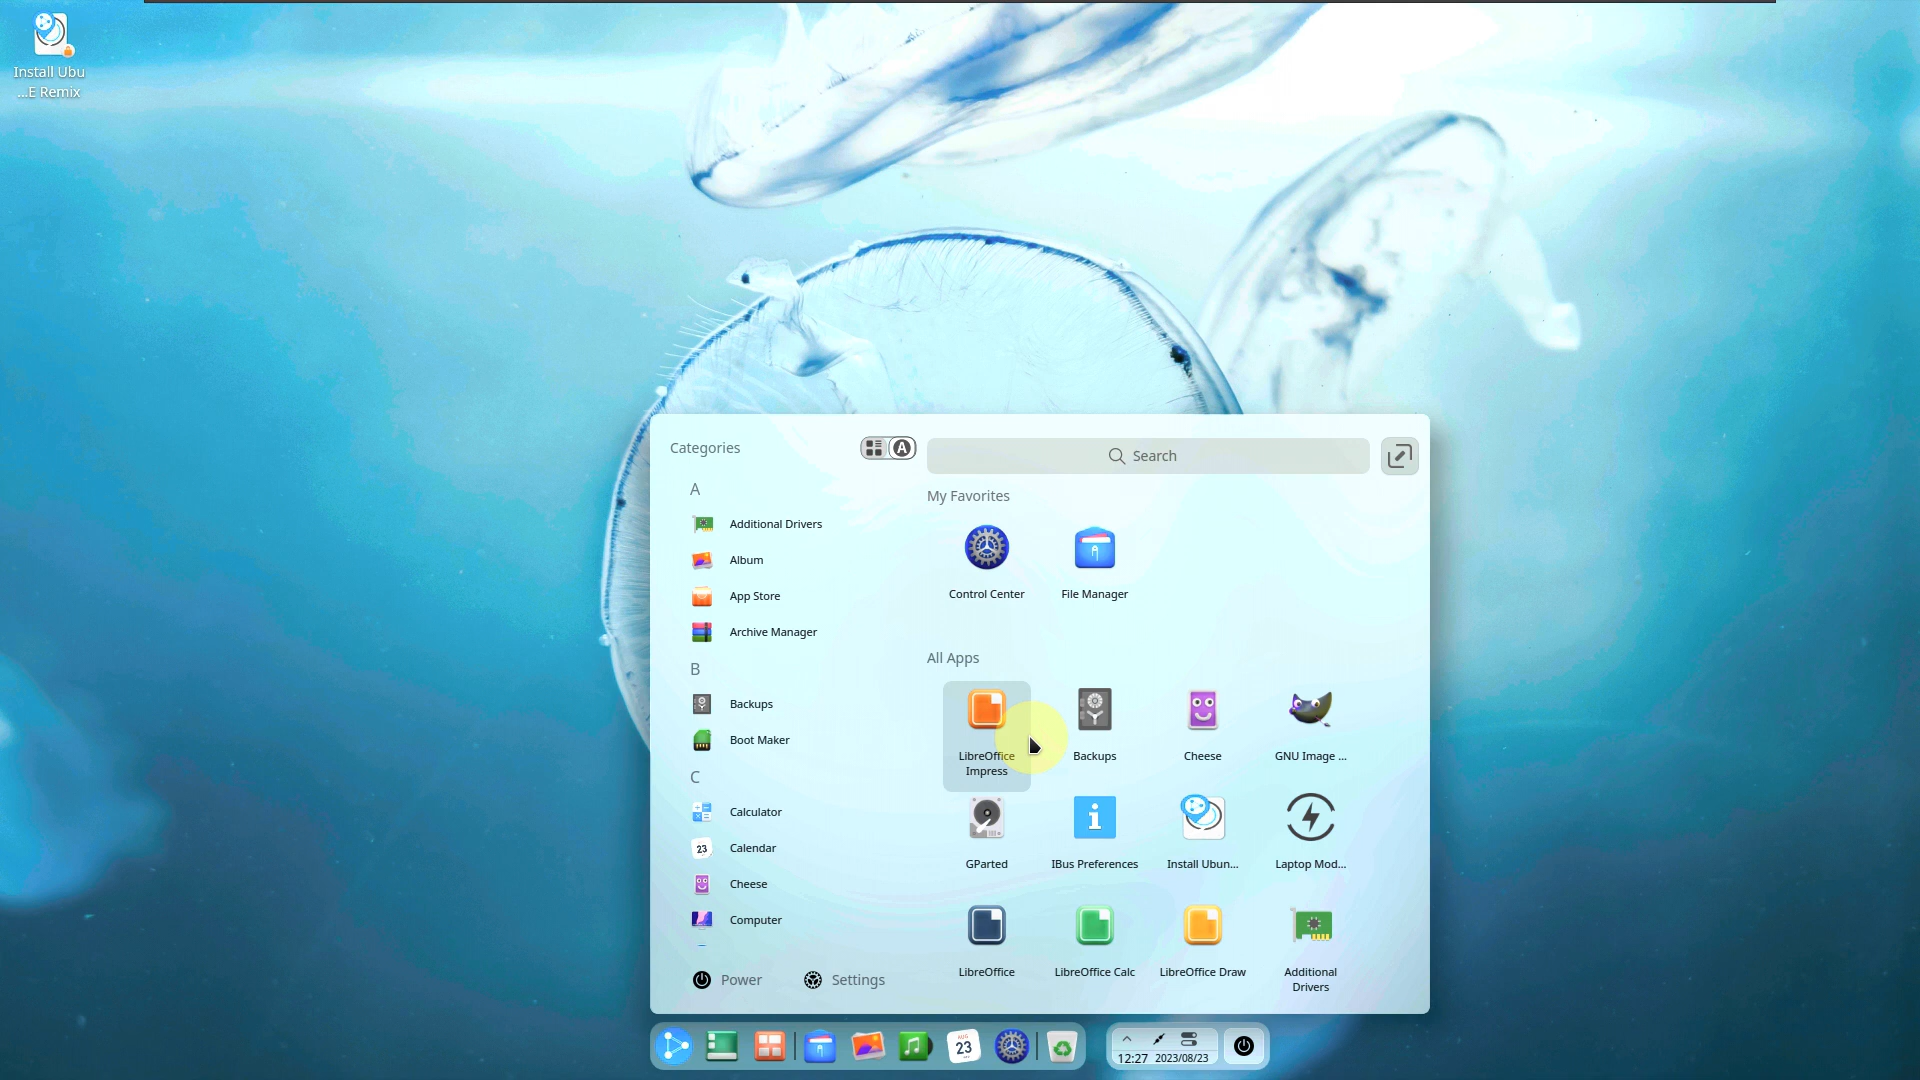 Install Ubu
...E Remix
Categories
A
Search
A
Additional Drivers
Album
App Store
Archive Manager
B
Backups
Boot Maker
C
23
Calculator
Calendar
Cheese
Computer
Power
Settings
My Favorites
Control Center
File Manager
All Apps
LibreOffice
Impress
Backups
Cheese
GNU Image ...
GParted
IBus Preferences
Install Ubun...
Laptop Mod...
LibreOffice
LibreOffice Calc
LibreOffice Draw
Additional
Drivers
AUG
23
12:27 2023/08/23